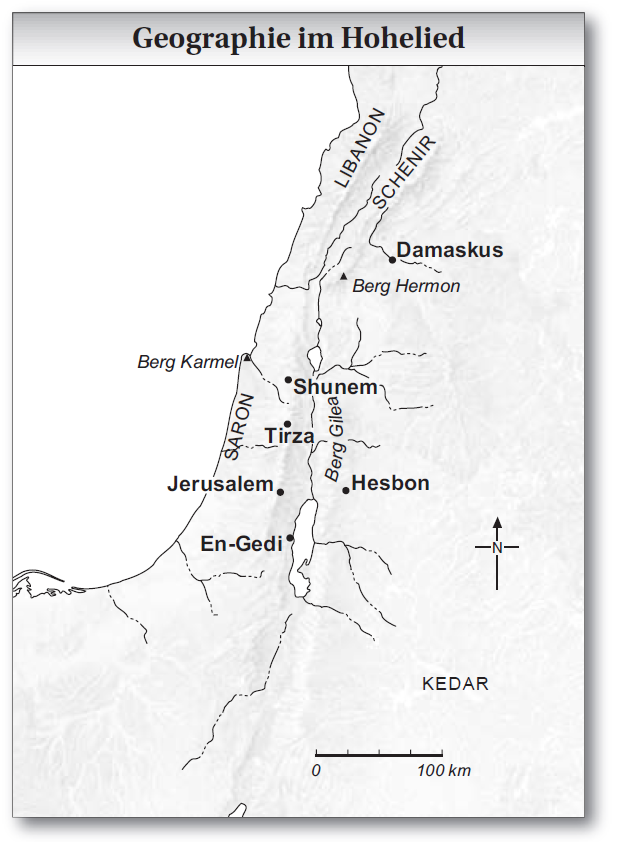 Geographie im Hohelied
LIBANON
SCHENIR
Damaskus
Berg Hermon
Berg Karmel
Shunem
SARON
Tirza
Berg Gilea
Jerusalem
Hesbon
En-Gedi
N
KEDAR
0 100 km